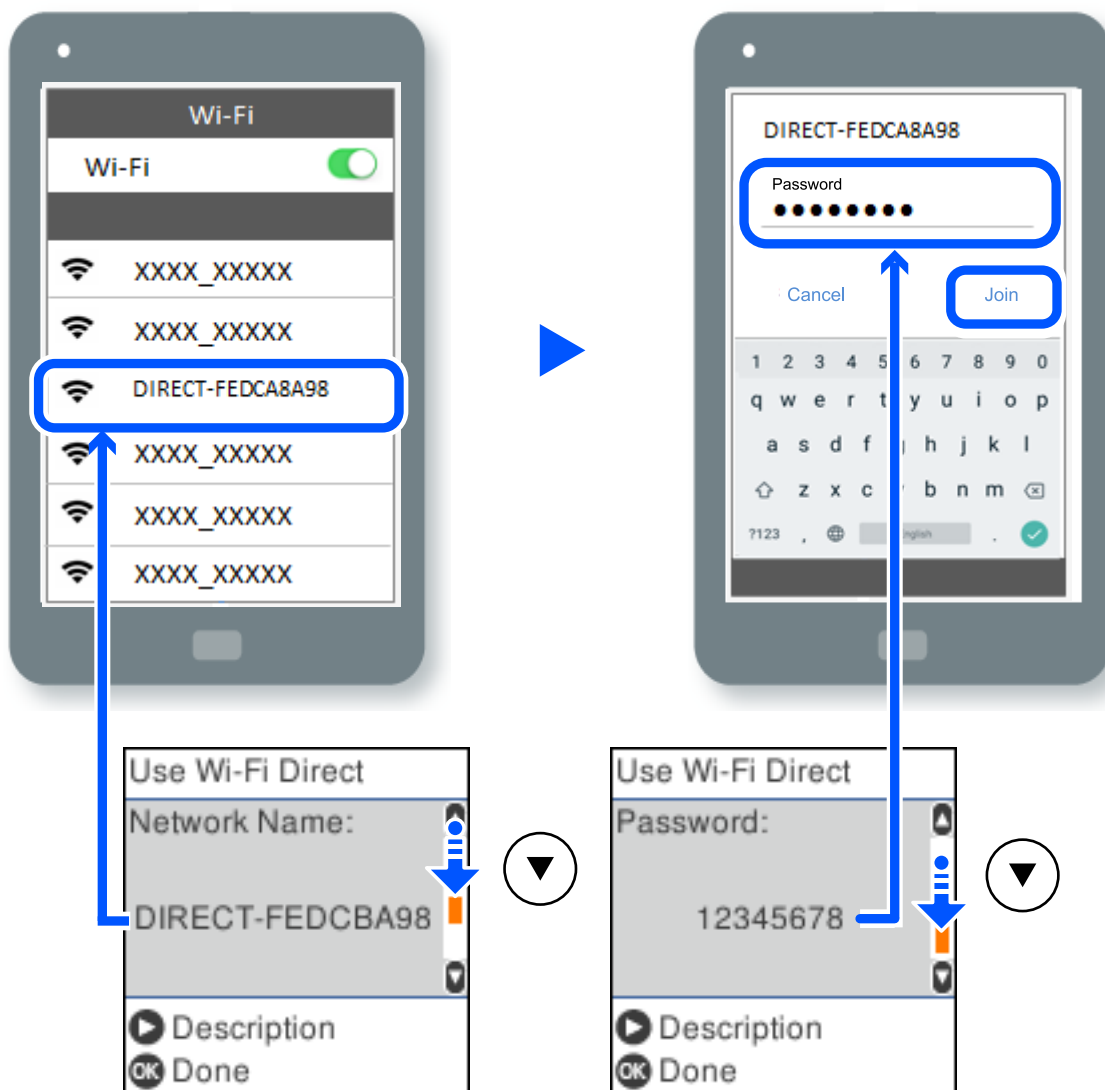 Wi-Fi
Wi-Fi
XXXX_XXXXX
XXXX_XXXXX
DIRECT-FEDCA8A98
XXXX_XXXXX
XXXX_XXXXX
XXXX_XXXXX
DIRECT-FEDCA8A98
Password
Cancel
Join
1 2 3 4 5 6 7 8 9 0
q w e r t y u i o p
a s d f h j k l
z x c b n m
?123 , .
Use Wi-Fi Direct
Network Name:
DIRECT-FEDCBA98
Description
OK Done
Use Wi-Fi Direct
Password:
12345678
Description
OK Done